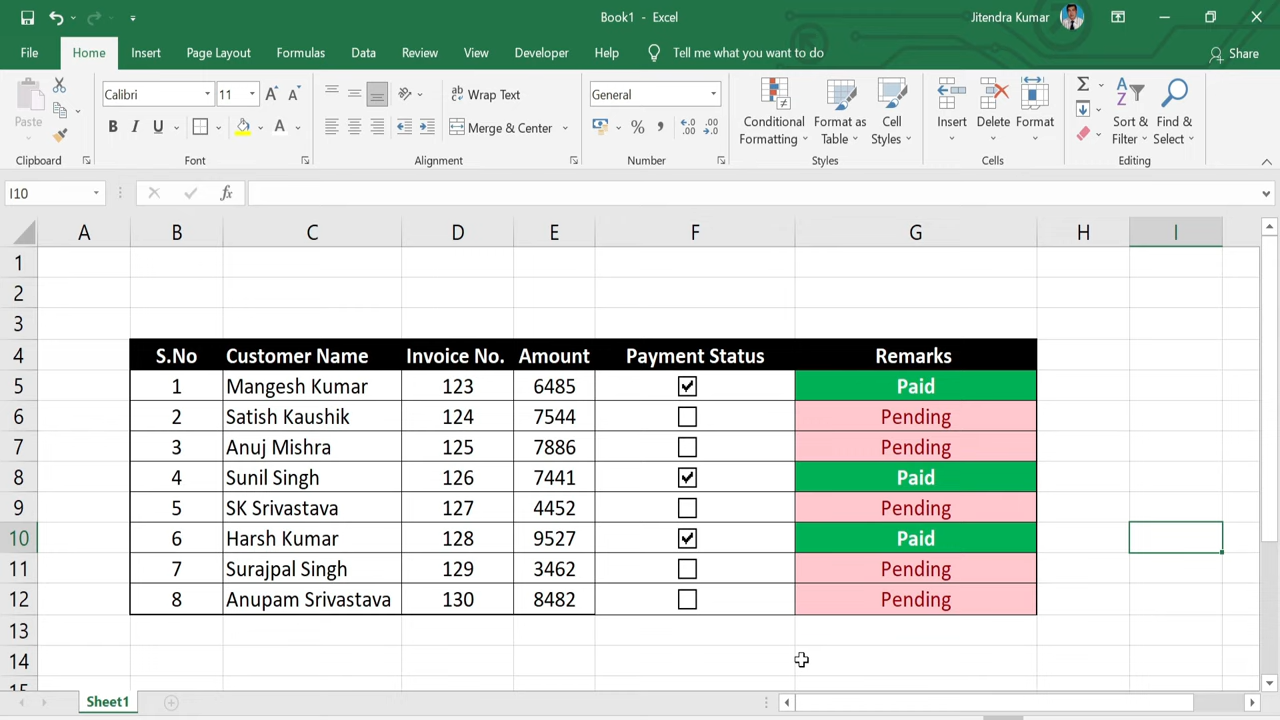 Book1 - Excel
Jitendra Kumar
File Home Insert Page Layout Formulas Data Review View Developer Help Tell me what you want to do Share
Paste
Calibri 11
B I U A
Wrap Text
Merge & Center
General
%
Conditional Formatting
Format as Table
Cell Styles
Insert Delete Format
Sort & Filter
Find & Select
Clipboard Font Alignment Number Styles Cells Editing
I10 fx
A B C D E F G H I
1
2
3
4 S.No Customer Name Invoice No. Amount Payment Status Remarks
5 1 Mangesh Kumar 123 6485 Paid
6 2 Satish Kaushik 124 7544 Pending
7 3 Anuj Mishra 125 7886 Pending
8 4 Sunil Singh 126 7441 Paid
9 5 SK Srivastava 127 4452 Pending
10 6 Harsh Kumar 128 9527 Paid
11 7 Surajpal Singh 129 3462 Pending
12 8 Anupam Srivastava 130 8482 Pending
13
14
15
Sheet1